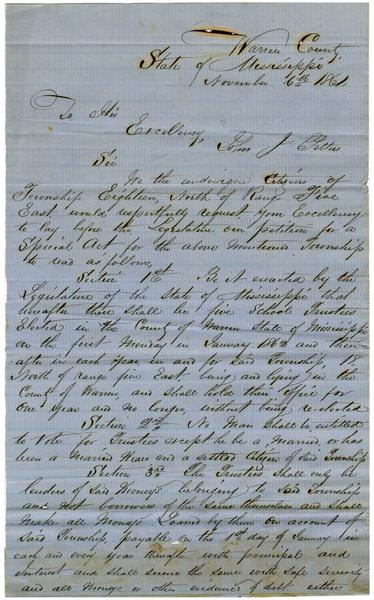 Warren County
State of Mississippi
November 6th 1861
To His
Excellency, John J Pettus
Sir
We the undersigne Citizens of
Township Eighteen, North of Range Five
East would respectfully request your Excellency
to lay before the Legislature our petition for a
Special Act for the above mentioned Township
to read as follows,
Section 1st Be it enacted by the
Legislature of the State of Mississippi that
hereafter there shall be five School Trustees
Elected in the County of Warren State of Mississippi
on the first Monday in January 1862 and there-
after in each year in and for said Township 18
North of range five East being and lying in the
County of Warren, and shall hold their office for
One year and no longer, without being re-elected
Section 2nd No Man shall be entitled
to Vote for Trustees except he be a Married, or has
been a Married Man and a settled Citizen of said Township
Section 3rd The Trustees shall only be
lenders of said Moneys belonging to said Township
and not borrowers of the same themselves and shall
make all Moneys Loaned by them on account of
said Township, payable on the 1st day of January in
each and every year thereafter with principal and
interest and shall secure the same with safe security
and all moneys or other evidences of debt either